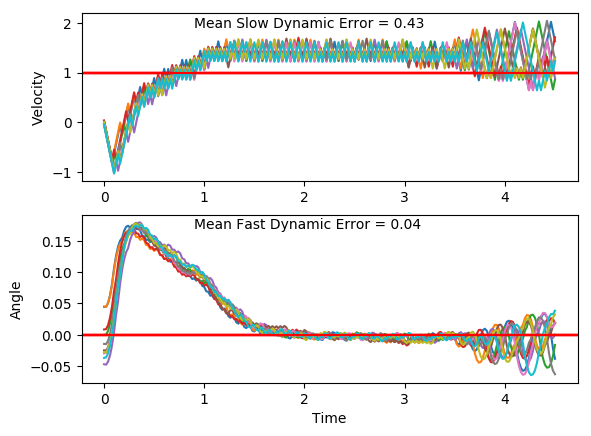 Mean Slow Dynamic Error = 0.43
2
1
0
−1
Velocity
0 1 2 3 4
Mean Fast Dynamic Error = 0.04
0.15
0.10
0.05
0.00
−0.05
Angle
0 1 2 3 4
Time